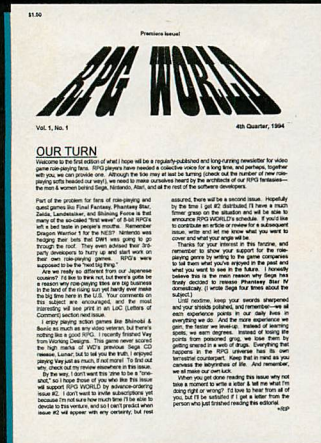 $1.50
Premiere Issue!
RPG WORLD
Vol. 1, No. 1
4th Quarter, 1994
OUR TURN
Welcome to the first edition of what I hope will be a regularly-published and long-running newsletter for video
game role-playing fans. RPG players have needed a collective voice for a long time, and perhaps, together
with you, we can provide one. Although the tide may at last be turning (check out the number of new role-
playing softs headed our way!), we need to make ourselves heard by the architects of our RPG fantasies—
the men & women behind Sega, Nintendo, Atari, and all the rest of the software developers.
Part of the problem for fans of role-playing and
quest games like Final Fantasy, Phantasy Star,
Zelda, Landstalker, and Shining Force is that
many of the so-called "first wave" of 8-bit RPG's
left a bad taste in people's mouths. Remember
Dragon Warrior 1 for the NES? Nintendo was
hedging their bets that DW1 was going to go
through the roof. They even advised their 3rd-
party developers to hurry up and start work on
their own role-playing games. RPG's were
supposed to be the "next big thing."
Are we really so different from our Japanese
cousins? I'd like to think not, but there's gotta be
a reason why role-playing titles are big business
in the land of the rising sun yet hardly ever make
the big time here in the U.S. Your comments on
this subject are encouraged, and the most
interesting will see print in an LOC (Letters of
Comment) section next issue.
I enjoy playing action games like Shinobi &
Sonic as much as any video veteran, but there's
nothing like a good RPG. I recently finished Vay
from Working Designs. This game never scored
the high marks of WD's previous Sega CD
release, Lunar, but to tell you the truth, I enjoyed
playing Vay just as much, if not more! To find out
why, check out my review elsewhere in this issue.
By the way, I don't want this 'zine to be a "one-
shot," so I hope those of you who like this issue
will support RPG WORLD by advance-ordering
issue #2. I don't want to invite subscriptions yet
because I'm not sure how much time I'll be able to
devote to this venture, and so I can't predict when
issue #2 will appear with any certainty, but rest
assured, there will be a second issue. Hopefully
by the time I get #2 distributed I'll have a much
firmer grasp on the situation and will be able to
announce RPG WORLD's schedule. If you'd like
to contribute an article or review for a subsequent
issue, write and let me know what you want to
cover and what your angle will be.
Thanks for your interest in this fanzine, and
remember to show your support for the role-
playing genre by writing to the game companies
to tell them what you've enjoyed in the past and
what you want to see in the future. I honestly
believe this is the main reason why Sega has
finally decided to release Phantasy Star IV
domestically. (I wrote Sega four times about the
subject.)
Until nextime, keep your swords sharpened
and your shields polished, and remember—we all
earn experience points in our daily lives in
everything we do. And the more experience we
gain, the faster we level-up. Instead of learning
spells, we earn degrees. Instead of losing life
points from poisoned grog, we lose them by
getting snared in a web of drugs. Everything that
happens in the RPG universe has its own
terrestrial counterpart. Keep that in mind as you
canvass the labyrinths of life. And remember,
we all make our own luck.
When you get done reading this issue why not
take a moment to write a letter & tell me what I'm
doing right or wrong? I'd love to hear from all of
you, but I'll be satisfied if I get a letter from the
person who just finished reading this editorial.